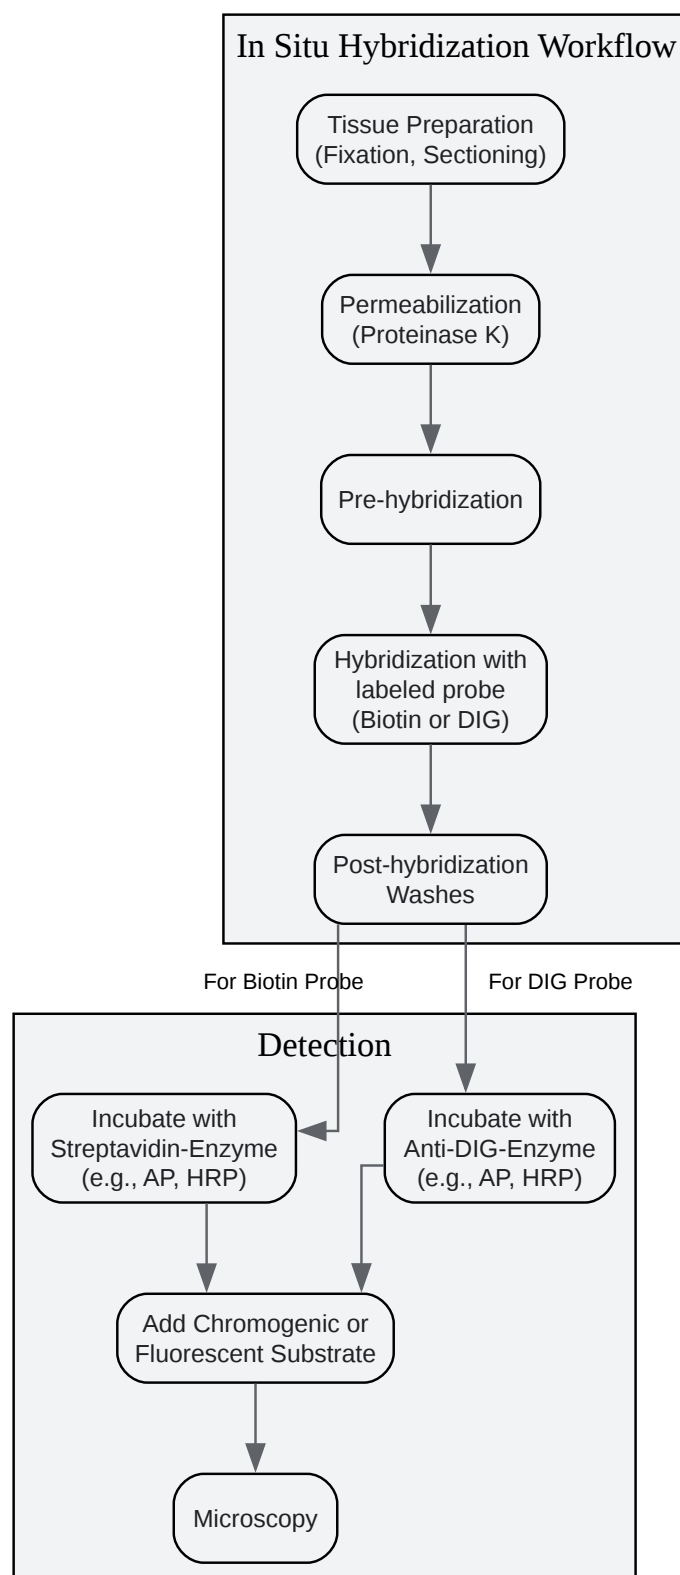 In Situ Hybridization Workflow
Tissue Preparation
(Fixation, Sectioning)
Permeabilization
(Proteinase K)
Pre-hybridization
Hybridization with
labeled probe
(Biotin or DIG)
Post-hybridization
Washes
For Biotin Probe
For DIG Probe
Detection
Incubate with
Streptavidin-Enzyme
(e.g., AP, HRP)
Incubate with
Anti-DIG-Enzyme
(e.g., AP, HRP)
Add Chromogenic or
Fluorescent Substrate
Microscopy